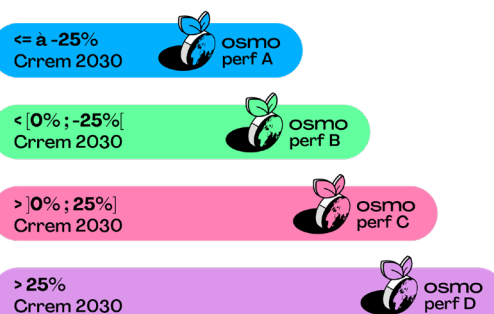 <= à -25%
Crrem 2030
osmo
perf A
< [0% ; -25%[
Crrem 2030
osmo
perf B
> ]0% ; 25%]
Crrem 2030
osmo
perf C
> 25%
Crrem 2030
osmo
perf D